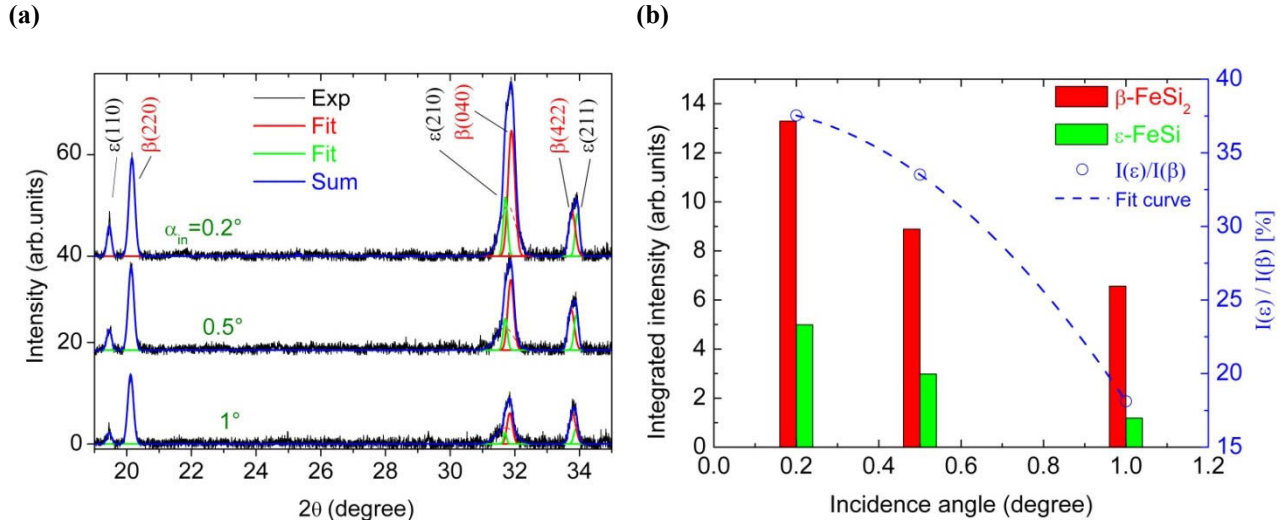 (a)
(b)
Intensity (arb.units)
60
40
20
0
Exp
Fit
Fit
Sum
ε(110)
β(220)
ε(210)
β(040)
β(422)
ε(211)
α_in=0.2°
0.5°
1°
20 22 24 26 28 30 32 34
2θ (degree)
Integrated intensity (arb.units)
14
12
10
8
6
4
2
0
β-FeSi₂
ε-FeSi
I(ε)/I(β)
Fit curve
40
35
30
25
20
15
I(ε) / I(β) [%]
0.0 0.2 0.4 0.6 0.8 1.0 1.2
Incidence angle (degree)